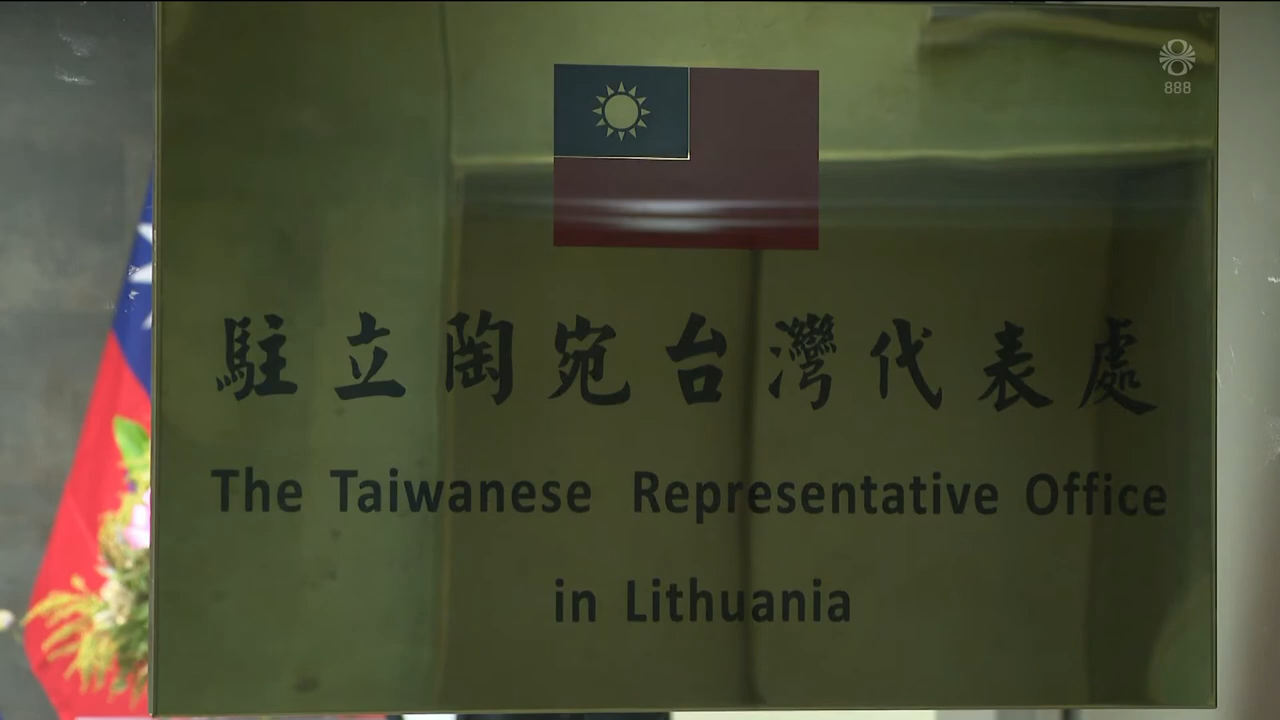 888
駐立陶宛台灣代表處
The Taiwanese Representative Office
in Lithuania